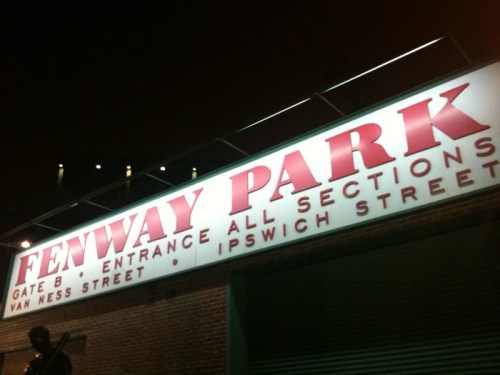 FENWAY PARK
GATE B • ENTRANCE ALL SECTIONS
VAN NESS STREET • IPSWICH STREET